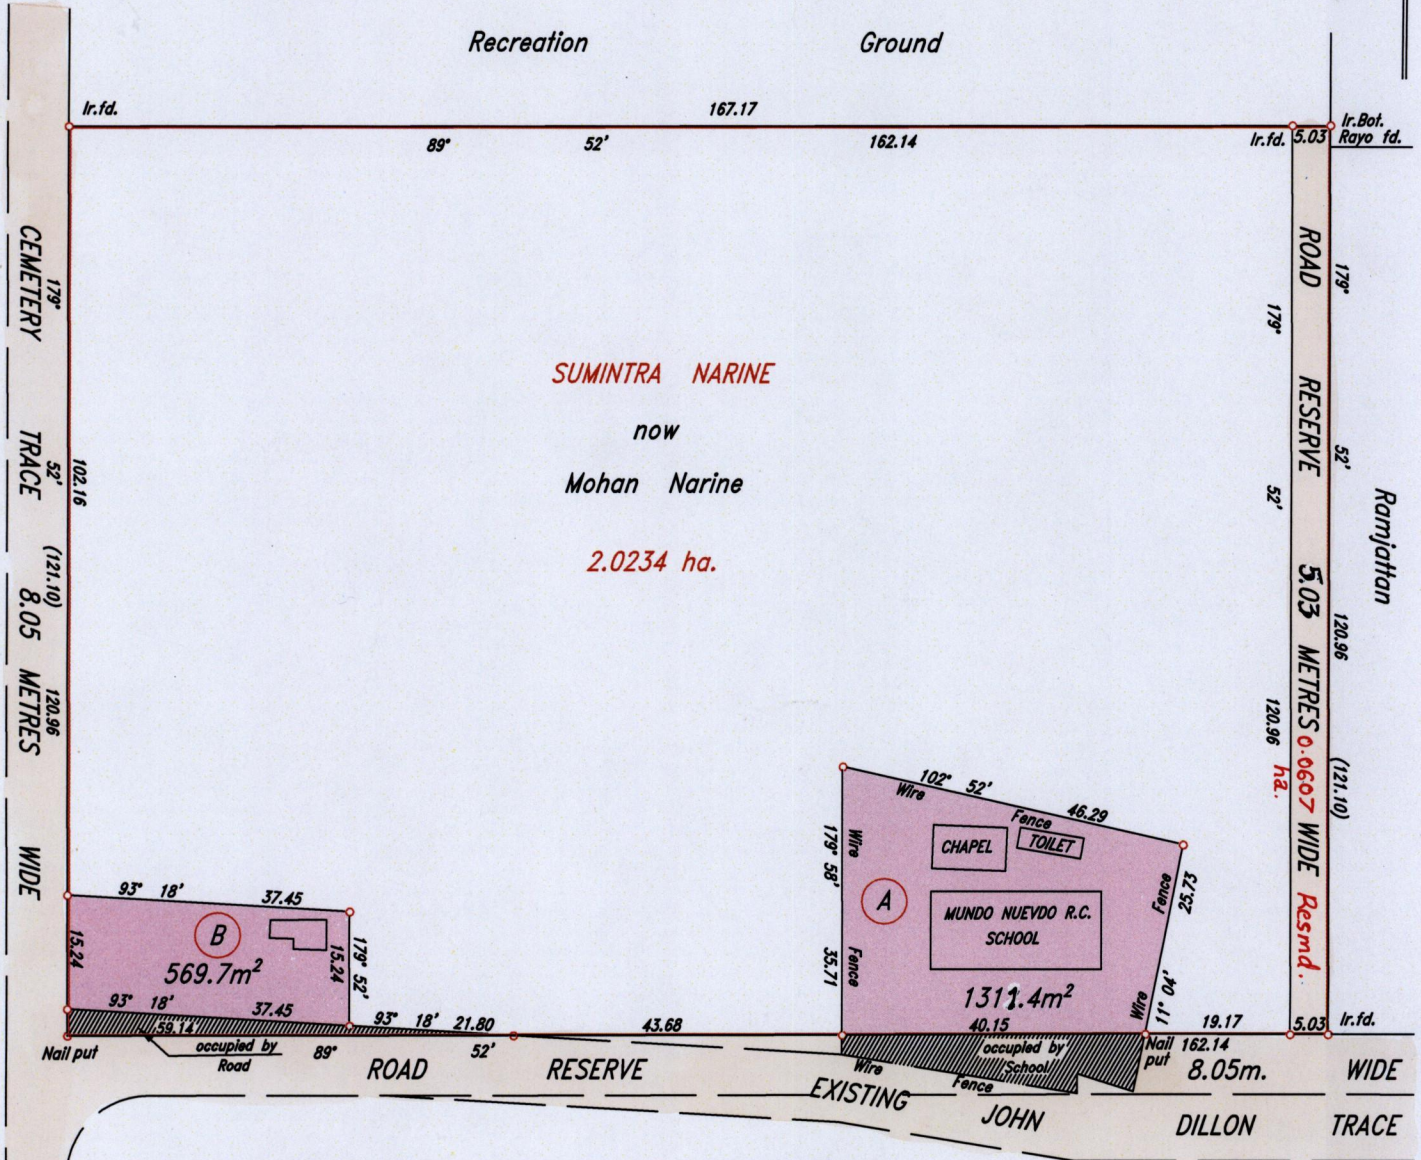 Recreation Ground
Ir.fd.
167.17
Ir.Bot.
89° 52' 162.14
Ir.fd. 5.03 Rayo fd.
CEMETERY TRACE 8.05 METRES WIDE
179° 52' (121.10) 120.96
102.16
SUMINTRA NARINE
now
Mohan Narine
2.0234 ha.
179° 52' 120.96
ha.
ROAD RESERVE 5.03 METRES 0.0607 WIDE Resmd.
179° 52' 120.96 (121.10)
Ramjattan
102° 52' 46.29
Wire Fence
CHAPEL TOILET
179° 58' 35.71
Wire Fence
A
MUNDO NUEVDO R.C.
SCHOOL
Fence 25.73
Wire 11° 04'
93° 18' 37.45
B
15.24
569.7m²
15.24
179° 52'
1311.4m²
93° 18' 37.45
93° 18' 21.80 43.68 40.15 19.17 5.03 Ir.fd.
59.14
Nail put
occupied by
Road
89° 52'
occupied by
School
Nail put 162.14
Wire Fence
ROAD RESERVE 8.05m. WIDE
EXISTING JOHN DILLON TRACE